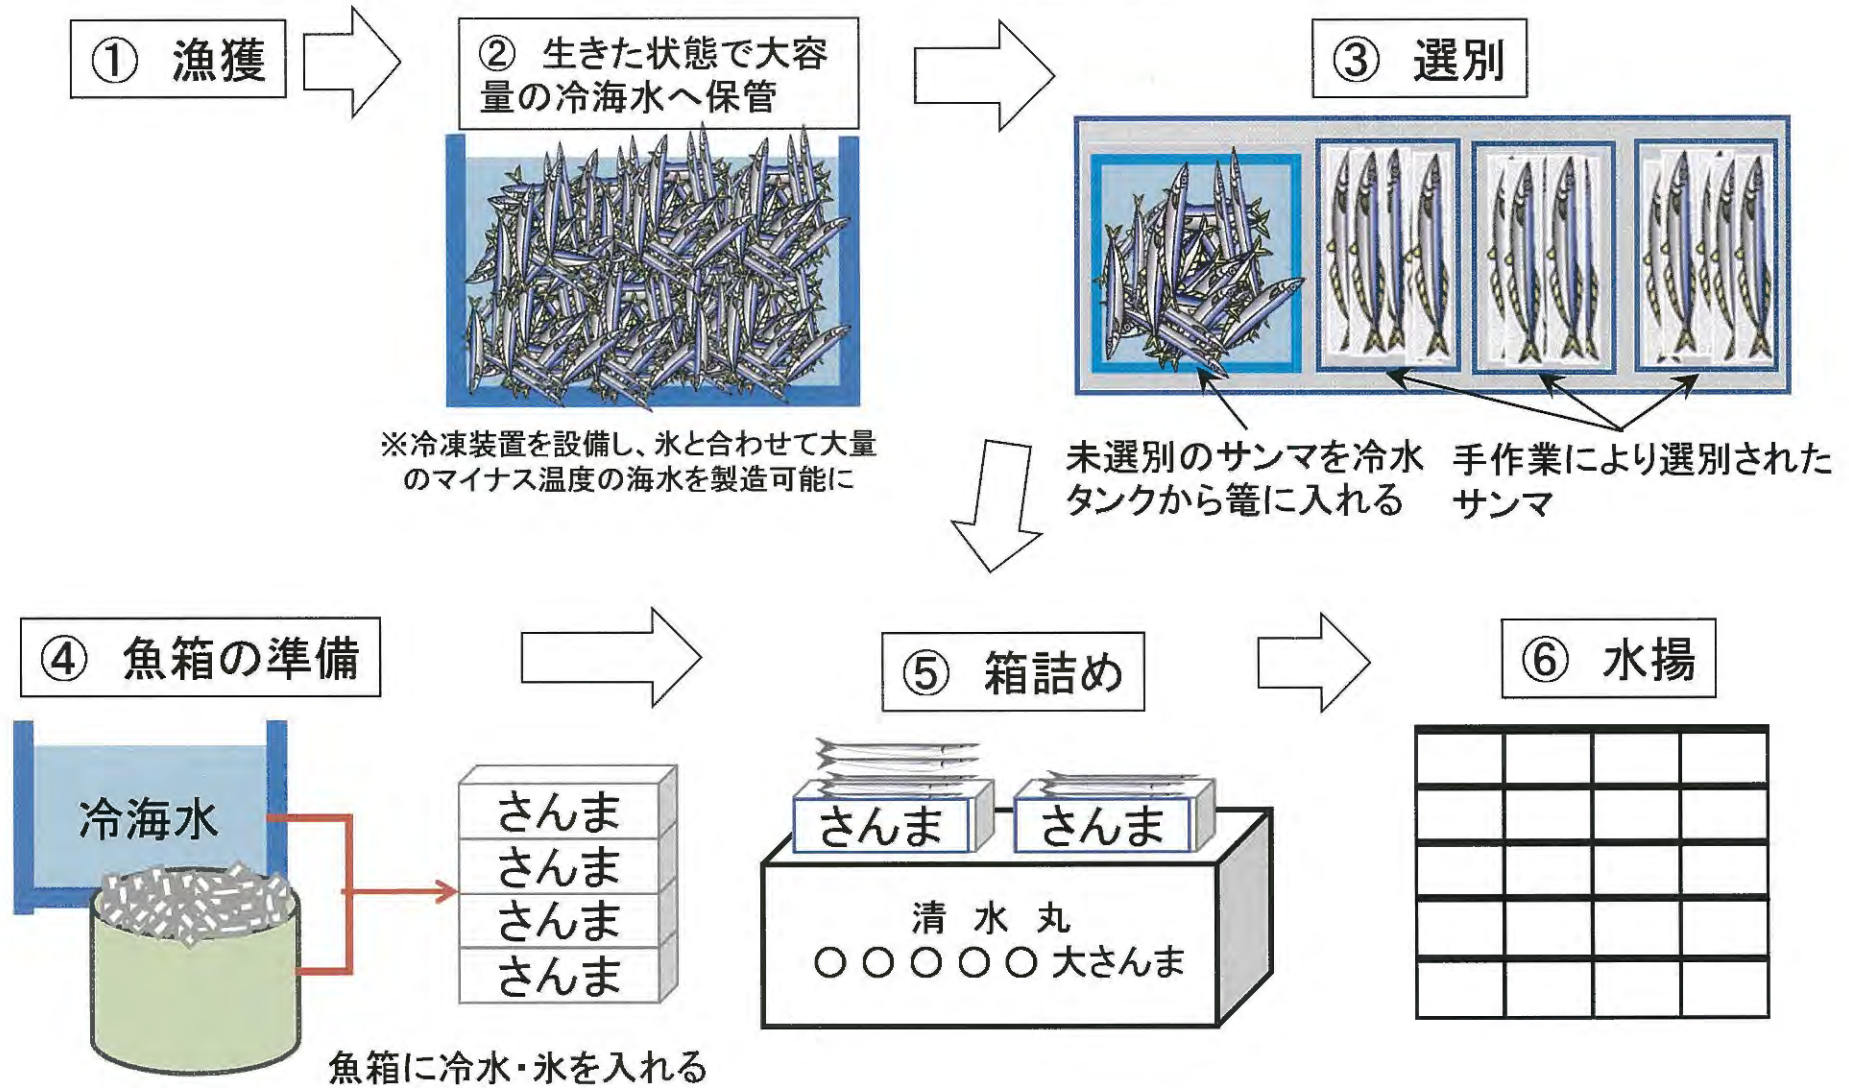 ① 漁獲
② 生きた状態で大容
量の冷海水へ保管
※冷凍装置を設備し、氷と合わせて大量
のマイナス温度の海水を製造可能に
③ 選別
未選別のサンマを冷水
タンクから篭に入れる
手作業により選別された
サンマ
④ 魚箱の準備
冷海水
さんま
さんま
さんま
さんま
魚箱に冷水・氷を入れる
⑤ 箱詰め
さんま
さんま
清 水 丸
〇〇〇〇〇大さんま
⑥ 水揚